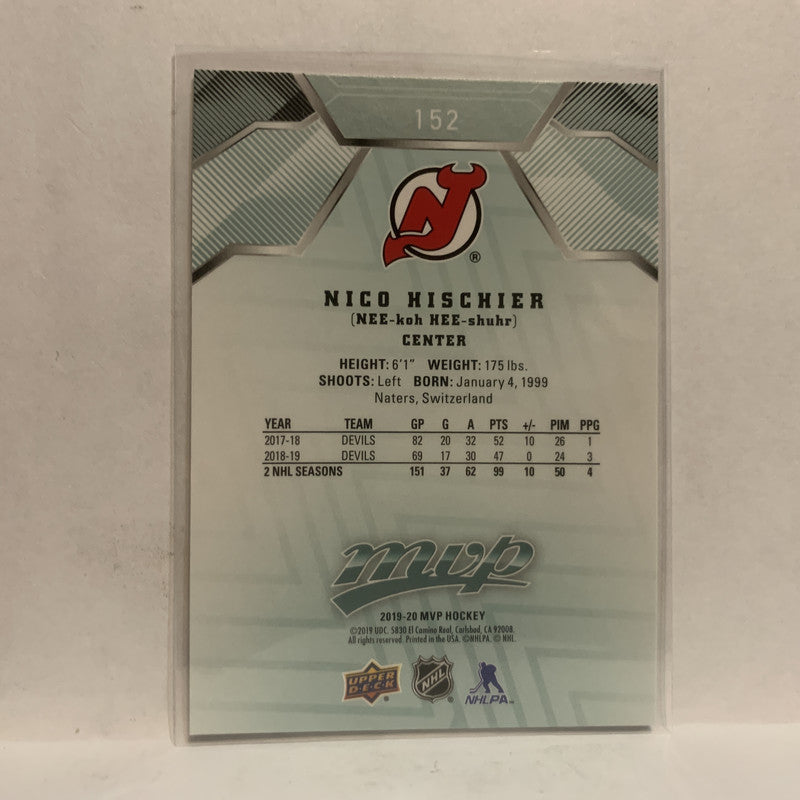 152
NJ
®
NICO HISCHIER
(NEE-koh HEE-shuhr)
CENTER
HEIGHT: 6'1" WEIGHT: 175 lbs.
SHOOTS: Left BORN: January 4, 1999
Naters, Switzerland
YEAR TEAM GP G A PTS +/- PIM PPG
2017-18 DEVILS 82 20 32 52 10 26 1
2018-19 DEVILS 69 17 30 47 0 24 3
2 NHL SEASONS 151 37 62 99 10 50 4
mvp
2019-20 MVP HOCKEY
©2019 UDC. 5830 El Camino Real, Carlsbad, CA 92008.
All rights reserved. Printed in the USA. ©NHLPA. © NHL.
UPPER DECK ® NHL NHLPA™